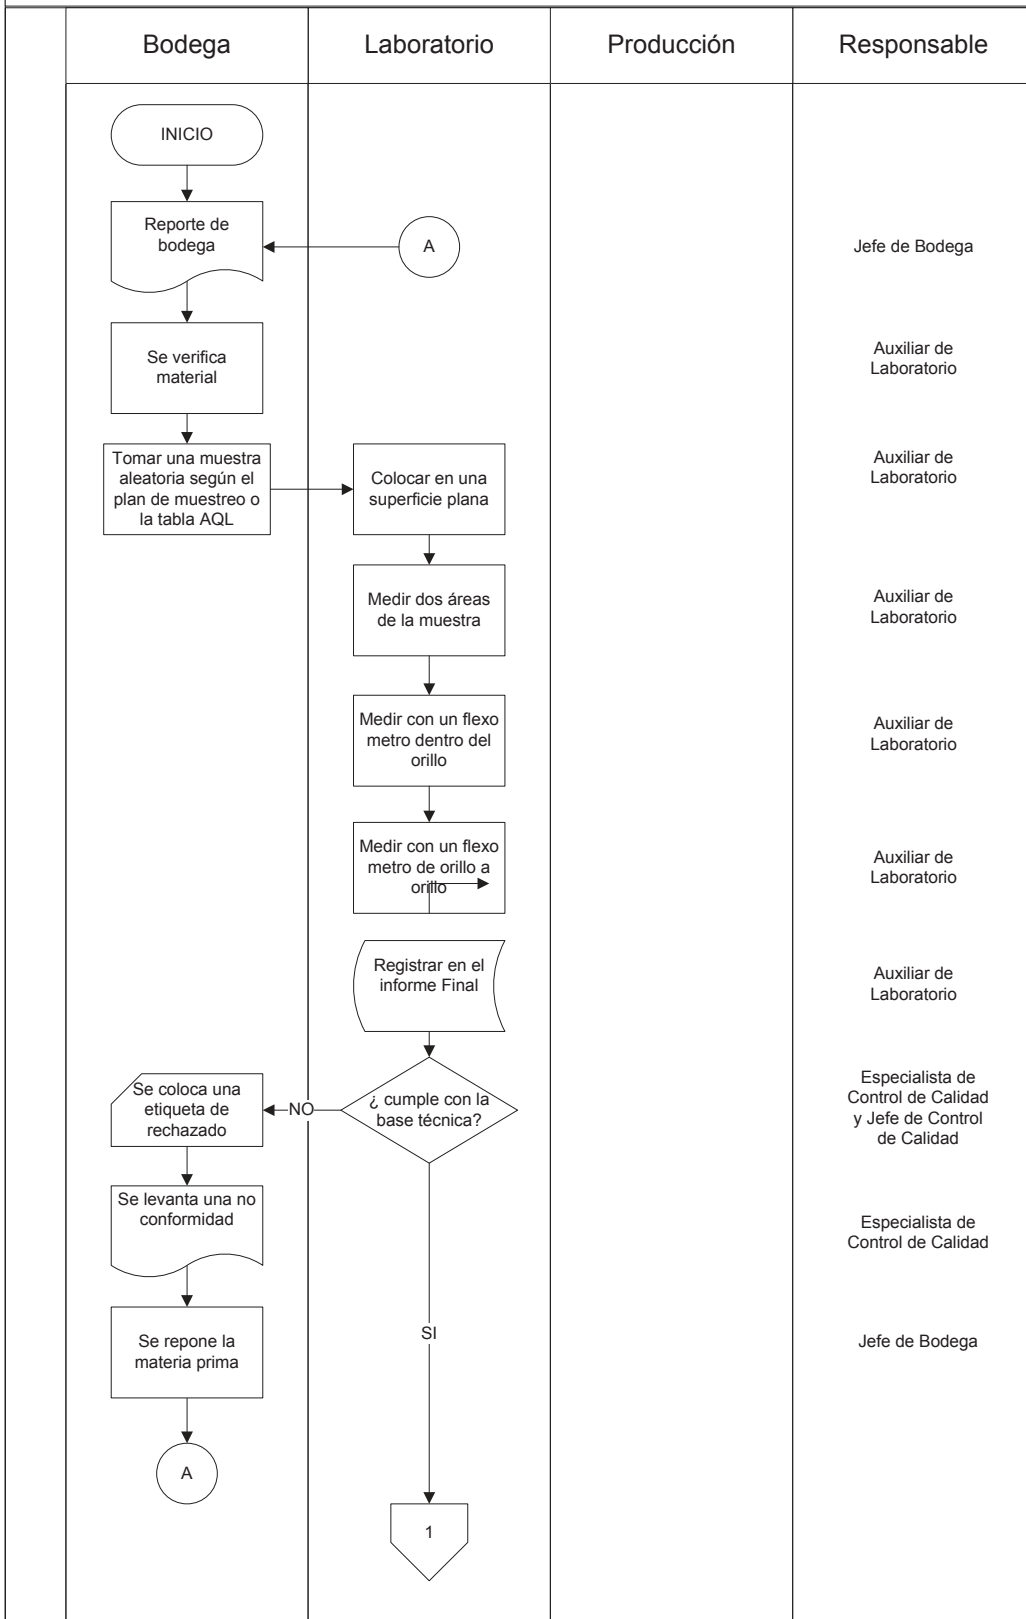 Bodega
Laboratorio
Producción
Responsable
INICIO
Reporte de
bodega
A
Jefe de Bodega
Se verifica
material
Auxiliar de
Laboratorio
Tomar una muestra
aleatoria según el
plan de muestreo o
la tabla AQL
Colocar en una
superficie plana
Auxiliar de
Laboratorio
Medir dos áreas
de la muestra
Auxiliar de
Laboratorio
Medir con un flexo
metro dentro del
orillo
Auxiliar de
Laboratorio
Medir con un flexo
metro de orillo a
orillo
Auxiliar de
Laboratorio
Registrar en el
informe Final
Auxiliar de
Laboratorio
Se coloca una
etiqueta de
rechazado
NO
¿ cumple con la
base técnica?
Especialista de
Control de Calidad
y Jefe de Control
de Calidad
Se levanta una no
conformidad
Especialista de
Control de Calidad
Se repone la
materia prima
SI
Jefe de Bodega
A
1